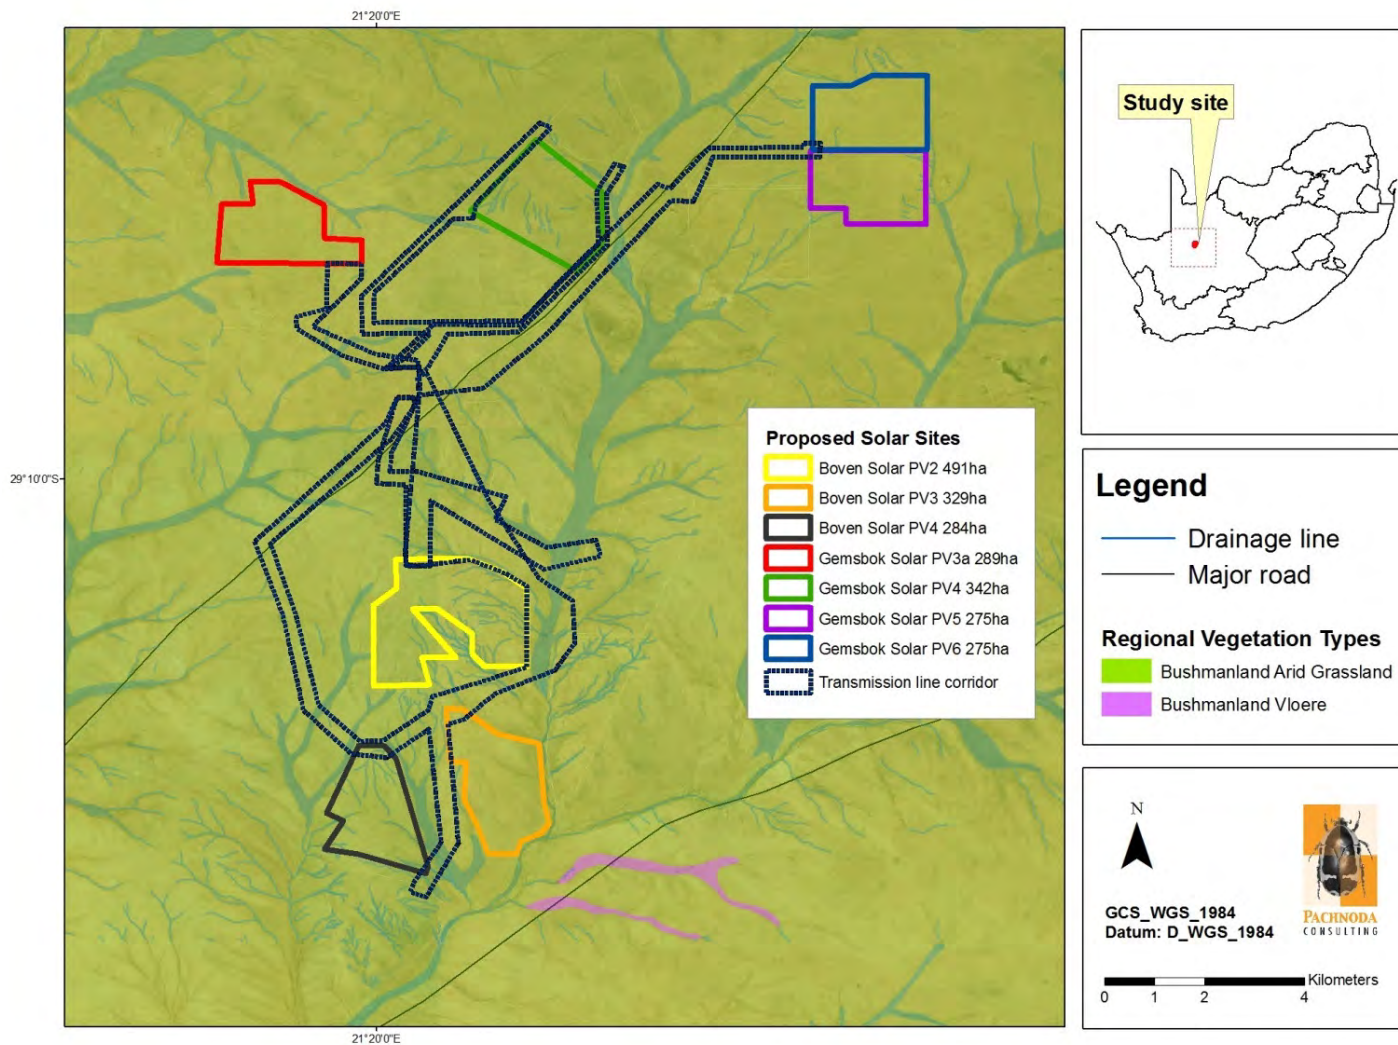 21°20'0"E
29°10'0"S
Proposed Solar Sites
Boven Solar PV2 491ha
Boven Solar PV3 329ha
Boven Solar PV4 284ha
Gemsbok Solar PV3a 289ha
Gemsbok Solar PV4 342ha
Gemsbok Solar PV5 275ha
Gemsbok Solar PV6 275ha
Transmission line corridor
21°20'0"E
Study site
Legend
Drainage line
Major road
Regional Vegetation Types
Bushmanland Arid Grassland
Bushmanland Vloere
N
PACHNODA
CONSULTING
GCS_WGS_1984
Datum: D_WGS_1984
Kilometers
0 1 2 4